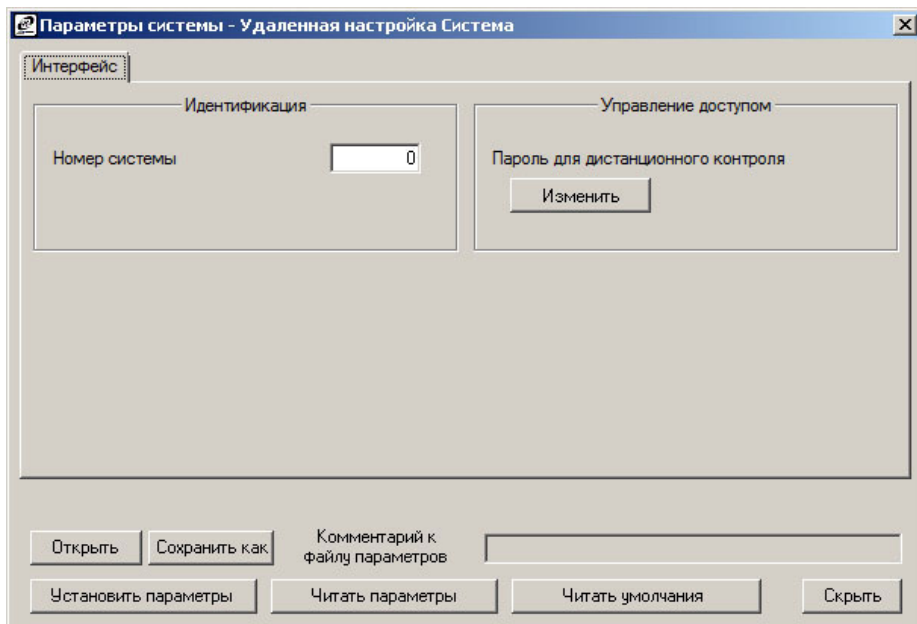 Параметры системы - Удаленная настройка Система
Интерфейс
Идентификация
Номер системы
0
Управление доступом
Пароль для дистанционного контроля
Изменить
Открыть
Сохранить как
Комментарий к
файлу параметров
Установить параметры
Читать параметры
Читать умолчания
Скрыть